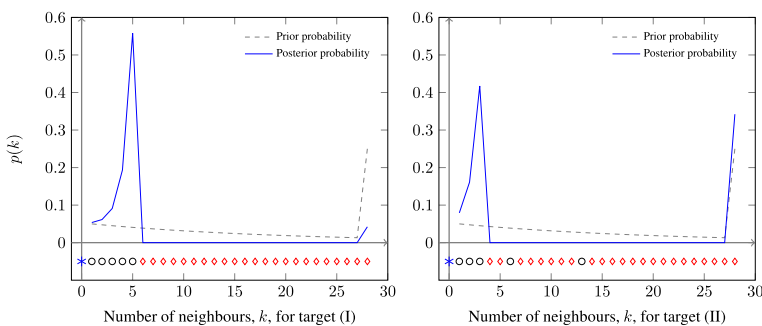 0.6
0.5
0.4
0.3
0.2
0.1
0
p(k)
Prior probability
Posterior probability
0 5 10 15 20 25 30
Number of neighbours, k, for target (I)
0.6
0.5
0.4
0.3
0.2
0.1
0
Prior probability
Posterior probability
0 5 10 15 20 25 30
Number of neighbours, k, for target (II)